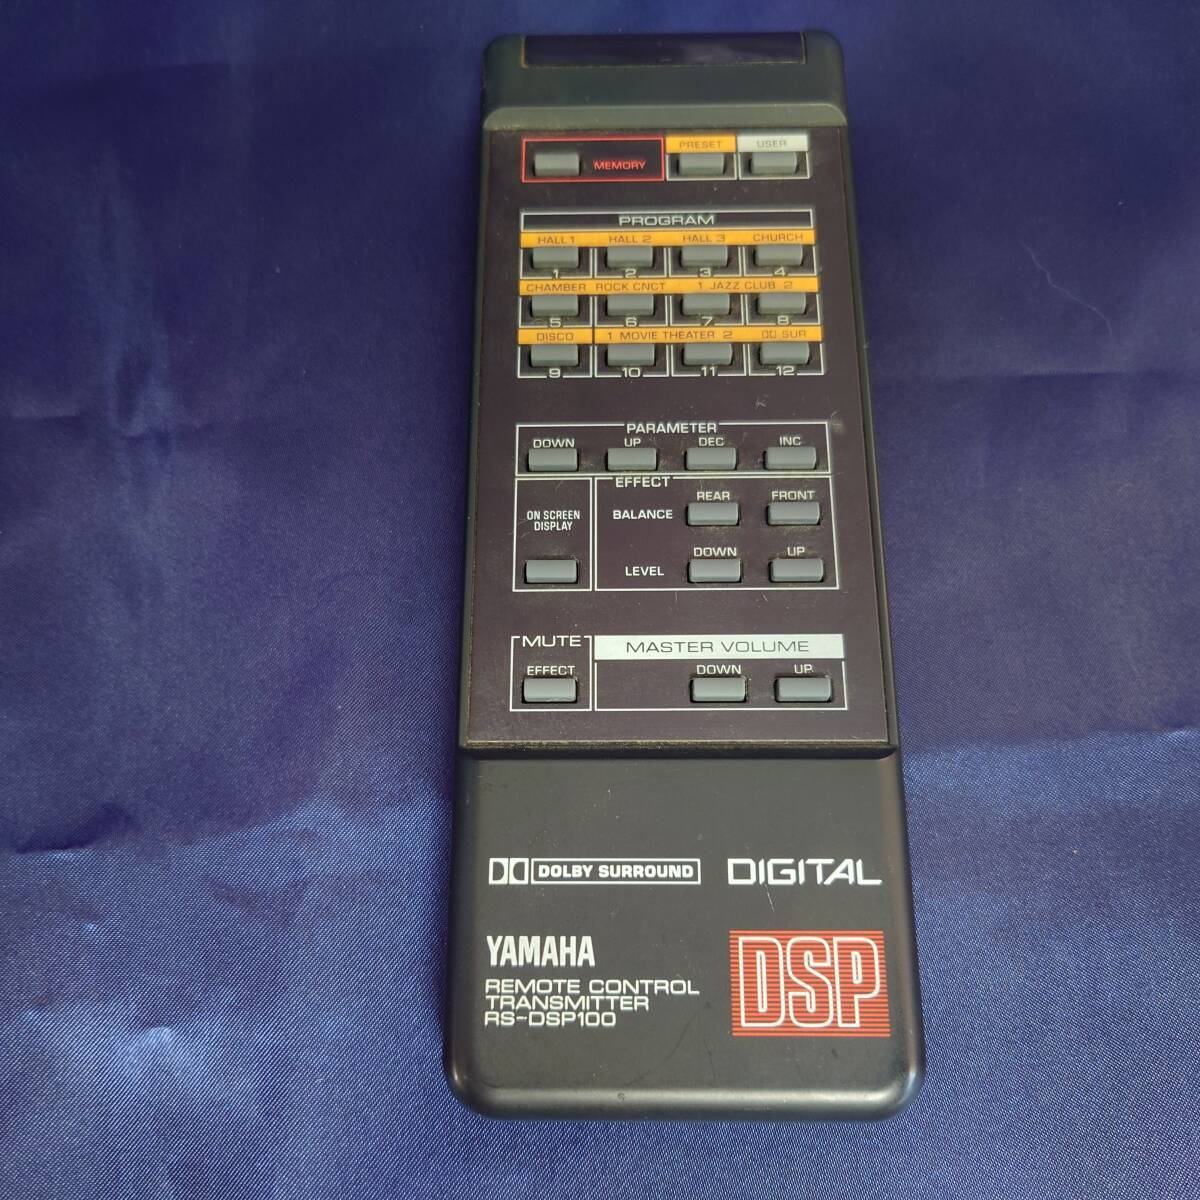 MEMORY PRESET USER
PROGRAM
HALL 1 HALL 2 HALL 3 CHURCH
1 2 3 4
CHAMBER ROCK CNCT 1 JAZZ CLUB 2
5 6 7 8
DISCO 1 MOVIE THEATER 2 DD SUR
9 10 11 12
PARAMETER
DOWN UP DEC INC
EFFECT
ON SCREEN
DISPLAY
REAR FRONT
BALANCE
DOWN UP
LEVEL
MUTE
EFFECT
MASTER VOLUME
DOWN UP
DOLBY SURROUND DIGITAL
YAMAHA
REMOTE CONTROL
TRANSMITTER
RS-DSP100
DSP